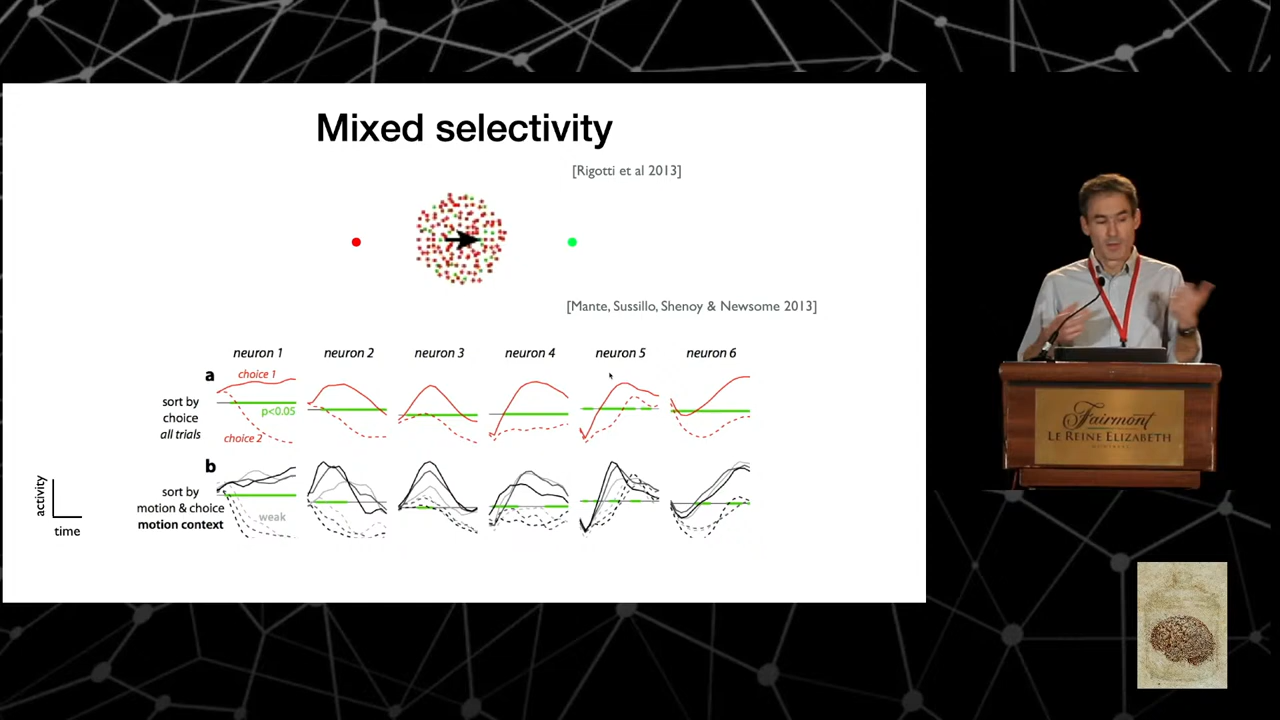 Mixed selectivity
[Rigotti et al 2013]
[Mante, Sussillo, Shenoy & Newsome 2013]
neuron 1 neuron 2 neuron 3 neuron 4 neuron 5 neuron 6
a
choice 1
sort by
choice
all trials
p<0.05
choice 2
b
sort by
motion & choice
motion context
weak
activity
time
Fairmont
LE REINE ELIZABETH